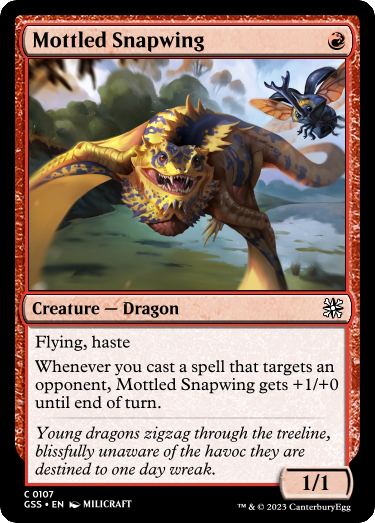 Mottled Snapwing
Creature — Dragon
Flying, haste
Whenever you cast a spell that targets an
opponent, Mottled Snapwing gets +1/+0
until end of turn.
Young dragons zigzag through the treeline,
blissfully unaware of the havoc they are
destined to one day wreak.
1/1
C 0107
GSS • EN MILICRAFT
™ & © 2023 CanterburyEgg